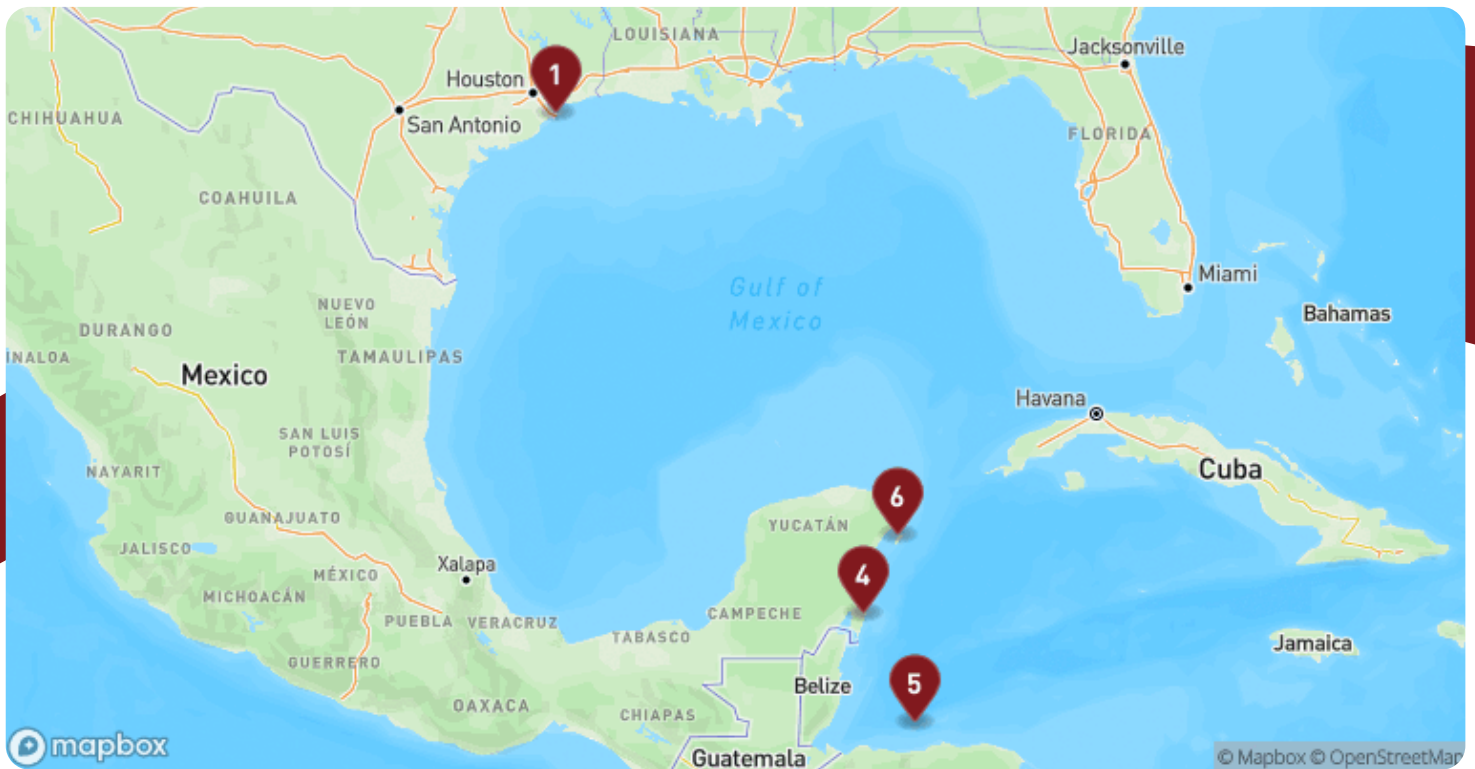 LOUISIANA
Jacksonville
1
Houston
CHIHUAHUA
San Antonio
FLORIDA
COAHUILA
Gulf of
Mexico
Miami
NUEVO
LEÓN
Bahamas
DURANGO
INALOA
TAMAULIPAS
Mexico
Havana
SAN LUIS
POTOSÍ
NAYARIT
Cuba
6
GUANAJUATO
YUCATÁN
JALISCO
Xalapa
MÉXICO
4
MICHOACÁN
PUEBLA
VERACRUZ
CAMPECHE
TABASCO
Jamaica
GUERRERO
Belize
5
OAXACA
CHIAPAS
mapbox
Guatemala
© Mapbox © OpenStreetMap